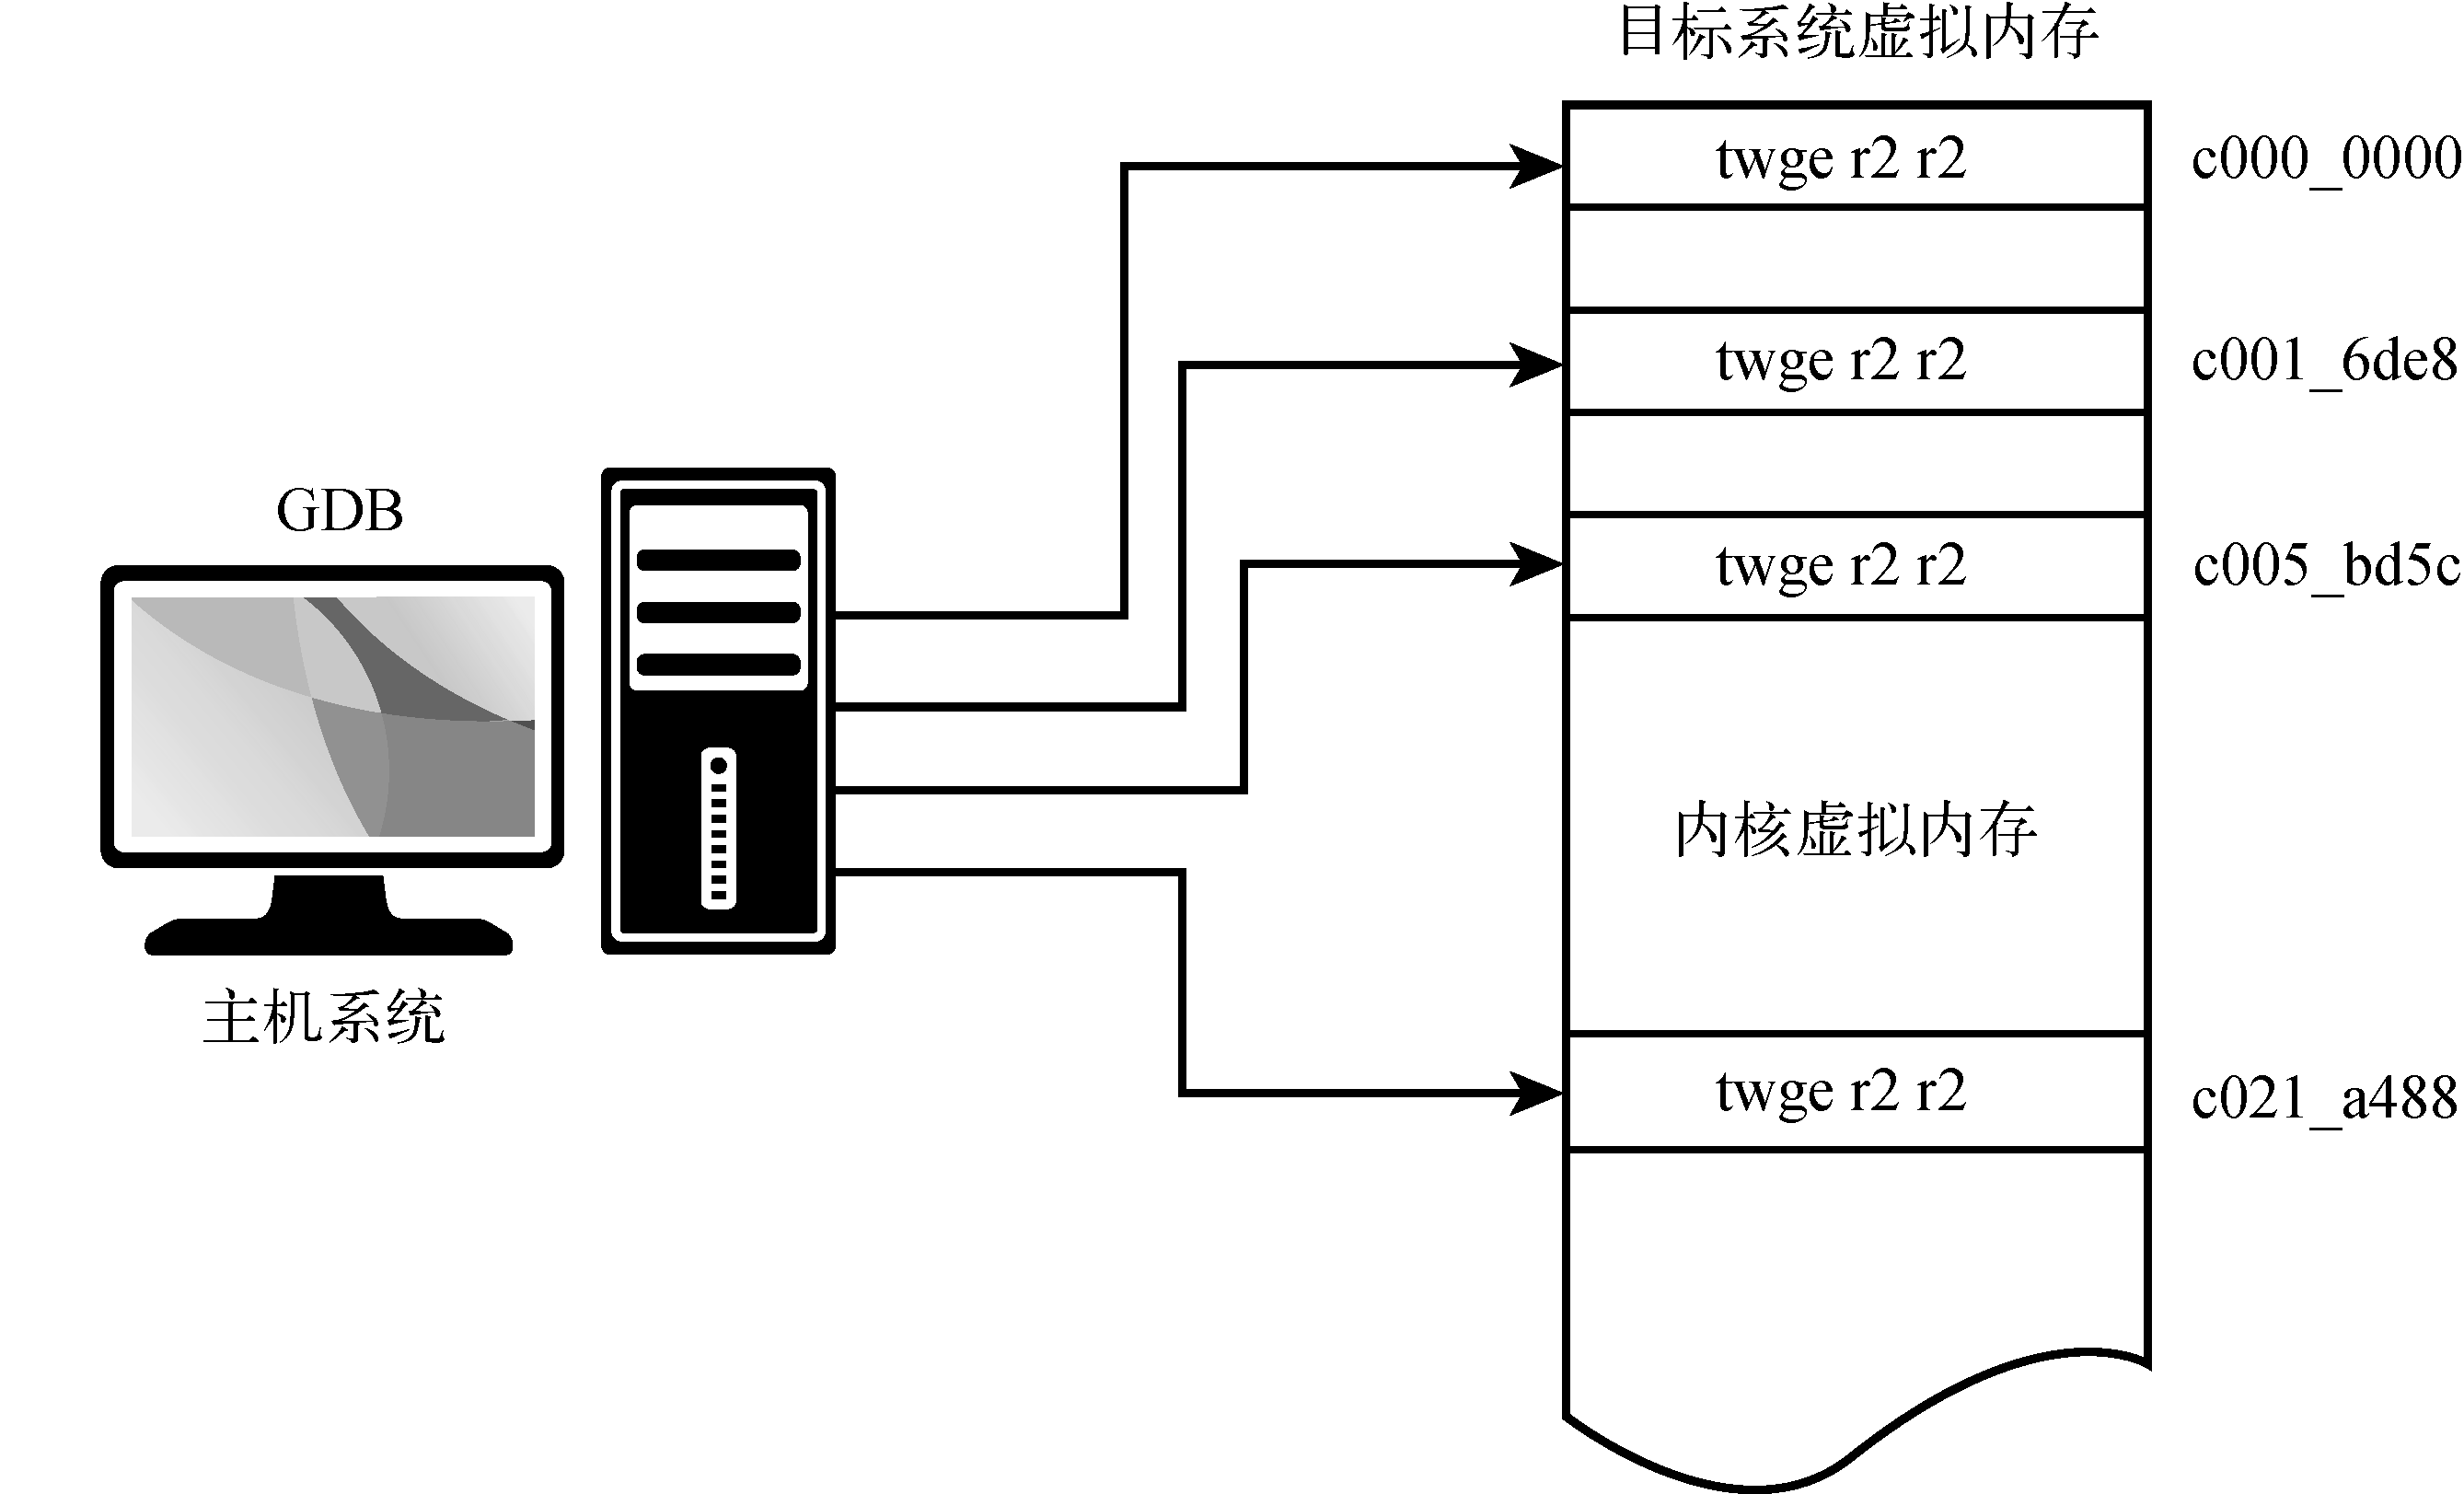 目标系统虚拟内存
twge r2 r2 c000_0000
twge r2 r2 c001_6de8
GDB
twge r2 r2 c005_bd5c
内核虚拟内存
主机系统
twge r2 r2 c021_a488